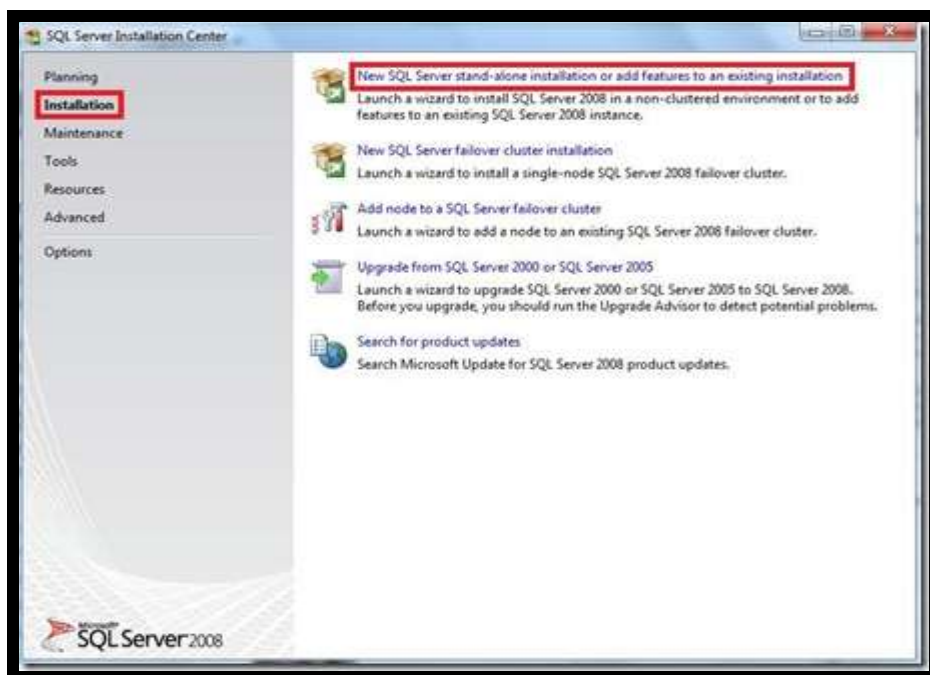 SQL Server Installation Center
Planning
Installation
Maintenance
Tools
Resources
Advanced
Options
New SQL Server stand-alone installation or add features to an existing installation
Launch a wizard to install SQL Server 2008 in a non-clustered environment or to add
features to an existing SQL Server 2008 instance.
New SQL Server failover cluster installation
Launch a wizard to install a single-node SQL Server 2008 failover cluster.
Add node to a SQL Server failover cluster
Launch a wizard to add a node to an existing SQL Server 2008 failover cluster.
Upgrade from SQL Server 2000 or SQL Server 2005
Launch a wizard to upgrade SQL Server 2000 or SQL Server 2005 to SQL Server 2008.
Before you upgrade, you should run the Upgrade Advisor to detect potential problems.
Search for product updates
Search Microsoft Update for SQL Server 2008 product updates.
Microsoft
SQL Server 2008